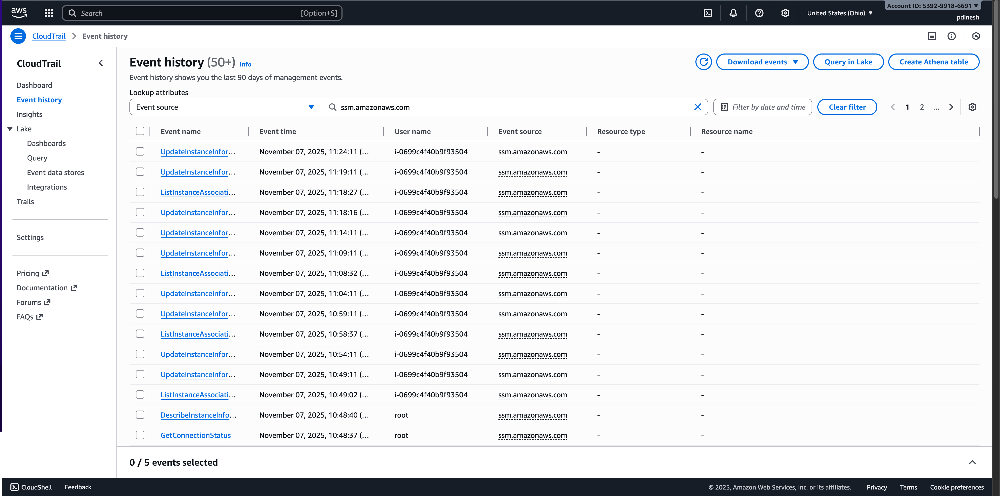 aws
Search [Option+S]
United States (Ohio)
Account ID: 5392-9918-6691
pdinesh
CloudTrail Event history
CloudTrail
Dashboard
Event history
Insights
Lake
Dashboards
Query
Event data stores
Integrations
Trails
Settings
Pricing
Documentation
Forums
FAQs
Event history (50+) Info
Download events Query in Lake Create Athena table
Event history shows you the last 90 days of management events.
Lookup attributes
Event source ssm.amazonaws.com Filter by date and time Clear filter 1 2 ...
Event name Event time User name Event source Resource type Resource name
UpdateInstanceInfor... November 07, 2025, 11:24:11 (... i-0699c4f40b9f93504 ssm.amazonaws.com - -
UpdateInstanceInfor... November 07, 2025, 11:19:11 (... i-0699c4f40b9f93504 ssm.amazonaws.com - -
ListInstanceAssociati... November 07, 2025, 11:18:27 (... i-0699c4f40b9f93504 ssm.amazonaws.com - -
UpdateInstanceInfor... November 07, 2025, 11:18:16 (... i-0699c4f40b9f93504 ssm.amazonaws.com - -
UpdateInstanceInfor... November 07, 2025, 11:14:11 (... i-0699c4f40b9f93504 ssm.amazonaws.com - -
UpdateInstanceInfor... November 07, 2025, 11:09:11 (... i-0699c4f40b9f93504 ssm.amazonaws.com - -
ListInstanceAssociati... November 07, 2025, 11:08:32 (... i-0699c4f40b9f93504 ssm.amazonaws.com - -
UpdateInstanceInfor... November 07, 2025, 11:04:11 (... i-0699c4f40b9f93504 ssm.amazonaws.com - -
UpdateInstanceInfor... November 07, 2025, 10:59:11 (... i-0699c4f40b9f93504 ssm.amazonaws.com - -
ListInstanceAssociati... November 07, 2025, 10:58:37 (... i-0699c4f40b9f93504 ssm.amazonaws.com - -
UpdateInstanceInfor... November 07, 2025, 10:54:11 (... i-0699c4f40b9f93504 ssm.amazonaws.com - -
UpdateInstanceInfor... November 07, 2025, 10:49:11 (... i-0699c4f40b9f93504 ssm.amazonaws.com - -
ListInstanceAssociati... November 07, 2025, 10:49:02 (... i-0699c4f40b9f93504 ssm.amazonaws.com - -
DescribeInstanceInfo... November 07, 2025, 10:48:40 (... root ssm.amazonaws.com - -
GetConnectionStatus November 07, 2025, 10:48:37 (... root ssm.amazonaws.com - -
0 / 5 events selected
CloudShell Feedback © 2025, Amazon Web Services, Inc. or its affiliates. Privacy Terms Cookie preferences